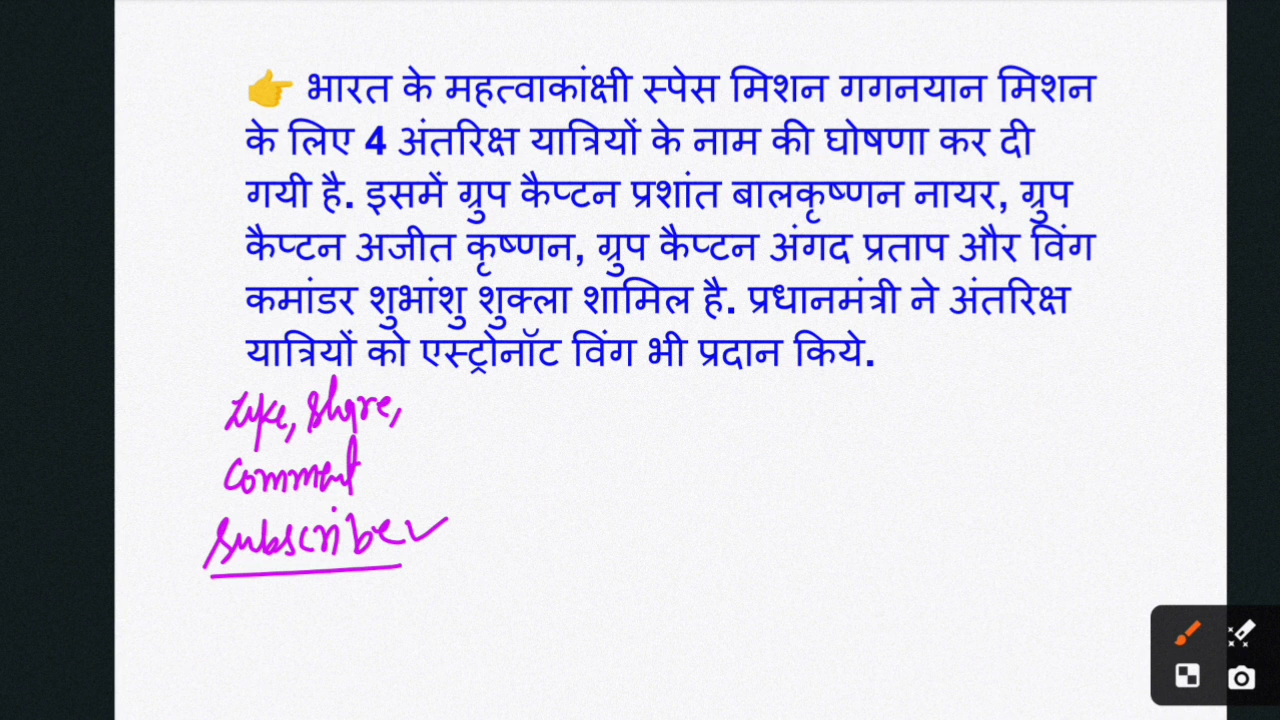 👉 भारत के महत्वाकांक्षी स्पेस मिशन गगनयान मिशन
के लिए 4 अंतरिक्ष यात्रियों के नाम की घोषणा कर दी
गयी है. इसमें ग्रुप कैप्टन प्रशांत बालकृष्णन नायर, ग्रुप
कैप्टन अजीत कृष्णन, ग्रुप कैप्टन अंगद प्रताप और विंग
कमांडर शुभांशु शुक्ला शामिल है. प्रधानमंत्री ने अंतरिक्ष
यात्रियों को एस्ट्रोनॉट विंग भी प्रदान किये.
Like, Share,
Comment
Subscribe